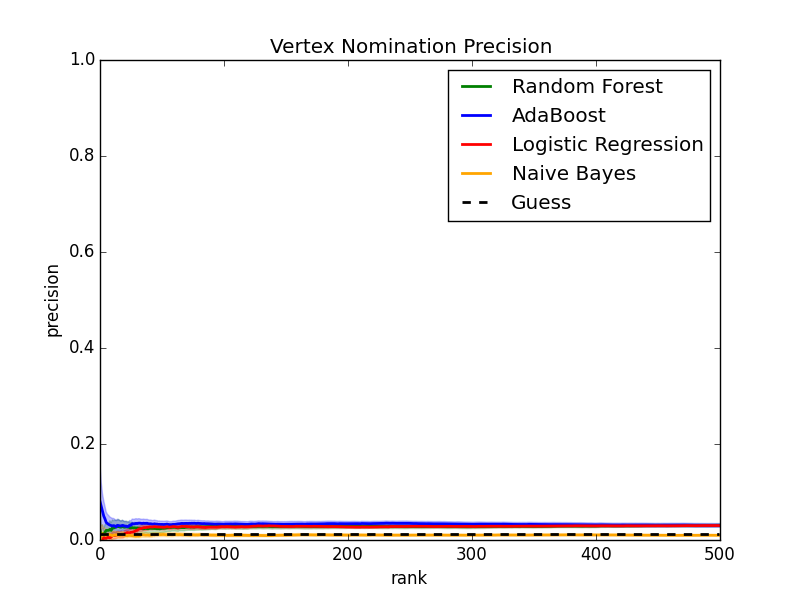 Vertex Nomination Precision
1.0
0.8
0.6
0.4
0.2
0.0
precision
Random Forest
AdaBoost
Logistic Regression
Naive Bayes
Guess
0 100 200 300 400 500
rank